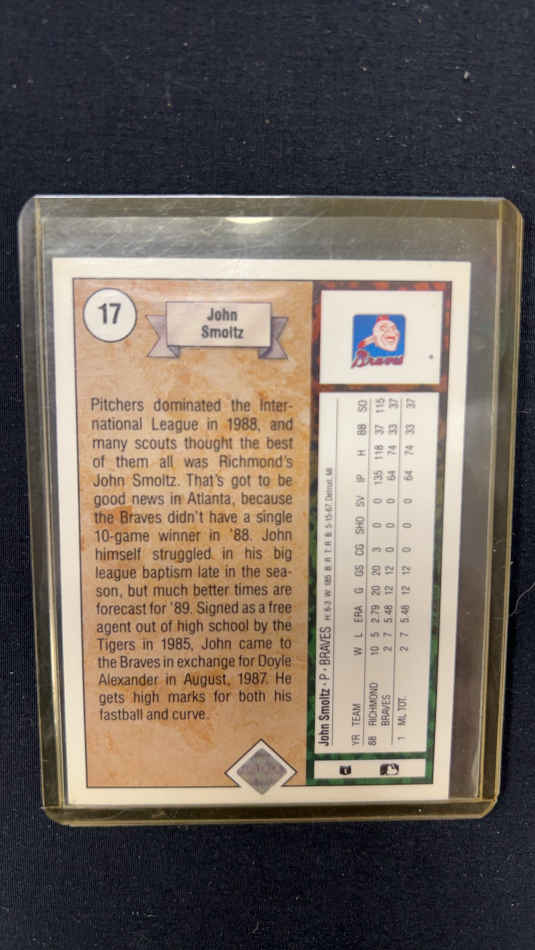 17
John
Smoltz
Pitchers dominated the Inter-
national League in 1988, and
many scouts thought the best
of them all was Richmond's
John Smoltz. That's got to be
good news in Atlanta, because
the Braves didn't have a single
10-game winner in '88. John
himself struggled in his big
league baptism late in the sea-
son, but much better times are
forecast for '89. Signed as a free
agent out of high school by the
Tigers in 1985, John came to
the Braves in exchange for Doyle
Alexander in August, 1987. He
gets high marks for both his
fastball and curve.
Braves
John Smoltz • P • BRAVES H: 6-3 W: 185 B: R T: R B: 5-15-67, Detroit, MI
YR TEAM W L ERA G GS CG SHO SV IP H BB SO
88 RICHMOND 10 5 2.79 20 20 3 0 0 135 118 37 115
BRAVES 2 7 5.48 12 12 0 0 0 64 74 33 37
1 ML TOT. 2 7 5.48 12 12 0 0 0 64 74 33 37